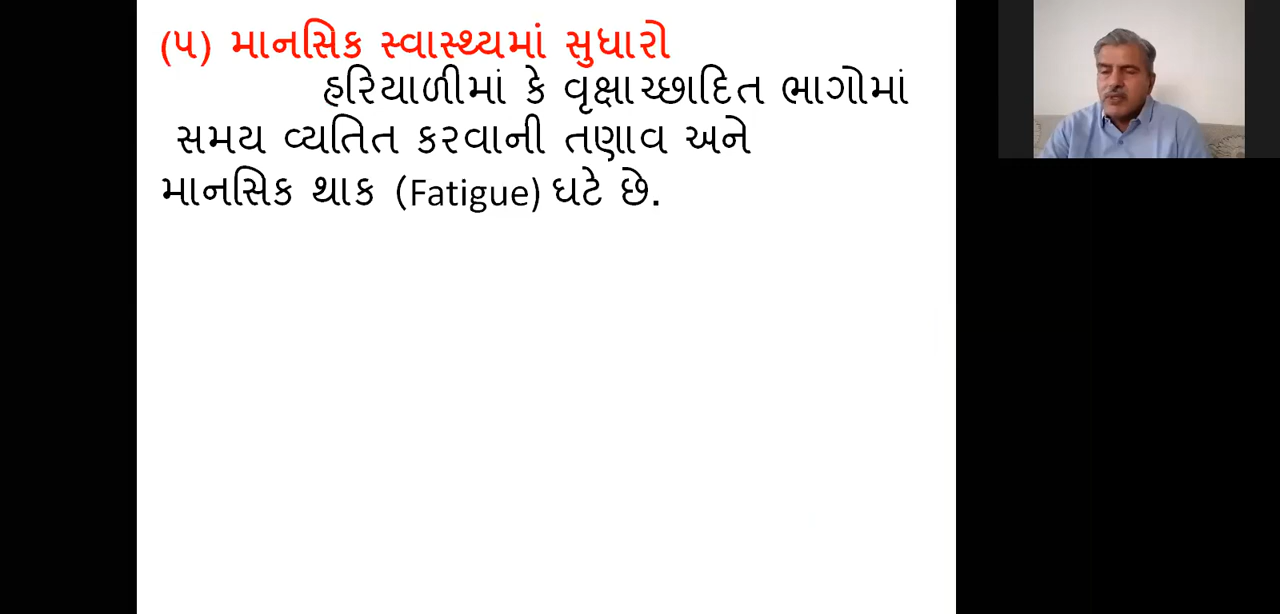 (૫) માનસિક સ્વાસ્થ્યમાં સુધારો
હરિયાળીમાં કે વૃક્ષાચ્છાદિત ભાગોમાં
સમય વ્યતિત કરવાની તણાવ અને
માનસિક થાક (Fatigue) ઘટે છે.